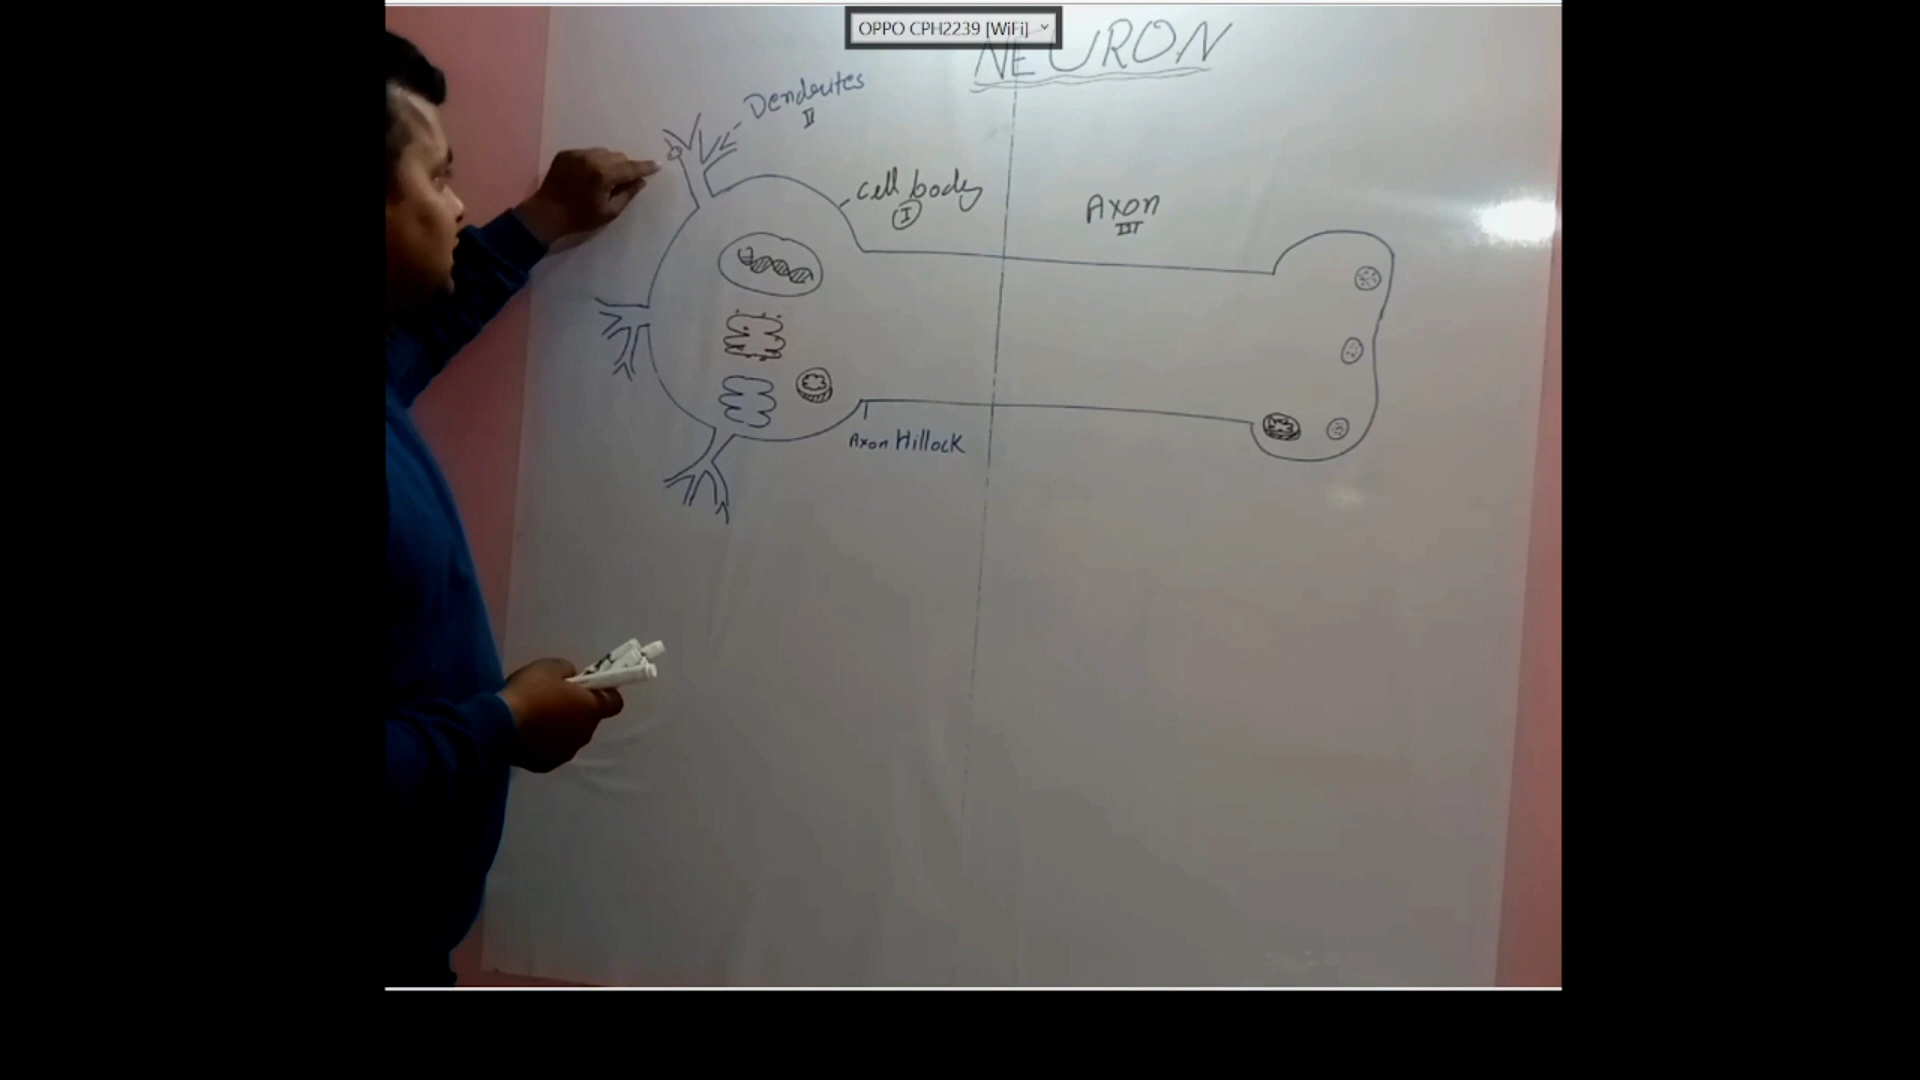 OPPO CPH2239 [WiFi]
NEURON
Dendrites
II
Cell body
I
Axon
III
Axon Hillock